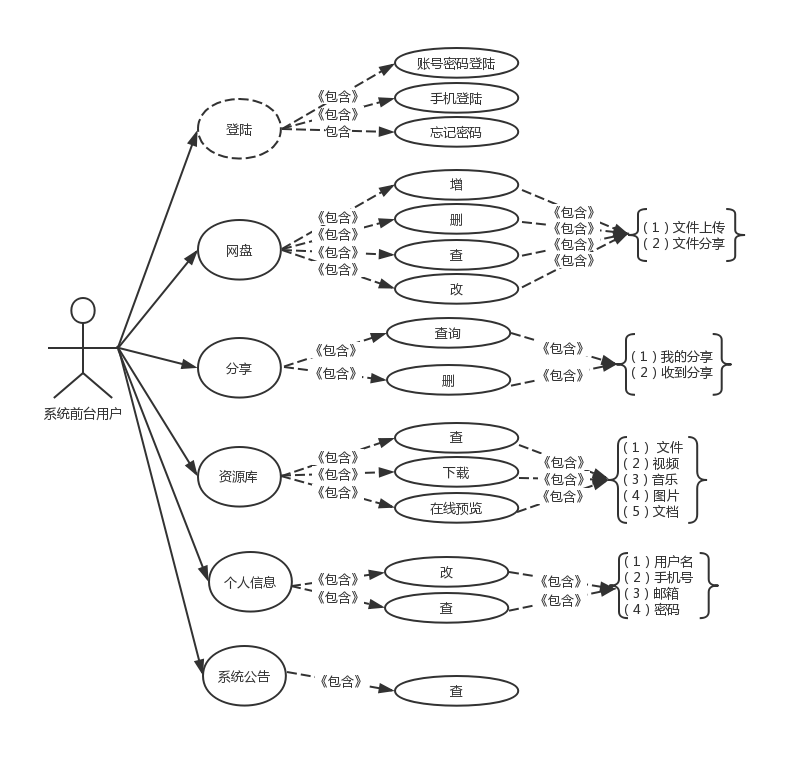 账号密码登陆
《包含》
手机登陆
《包含》
登陆
包含
忘记密码
增
《包含》
《包含》
删
《包含》
《包含》
(1)文件上传
网盘
《包含》
查
《包含》
(2)文件分享
《包含》
改
《包含》
查询
《包含》
《包含》
(1)我的分享
分享
《包含》
删
《包含》
(2)收到分享
系统前台用户
查
《包含》
《包含》
(1) 文件
资源库
《包含》
下载
《包含》
(2)视频
《包含》
在线预览
《包含》
(3)音乐
(4)图片
(5)文档
个人信息
《包含》
改
《包含》
(1)用户名
《包含》
查
《包含》
(2)手机号
(3)邮箱
(4)密码
系统公告
《包含》
查